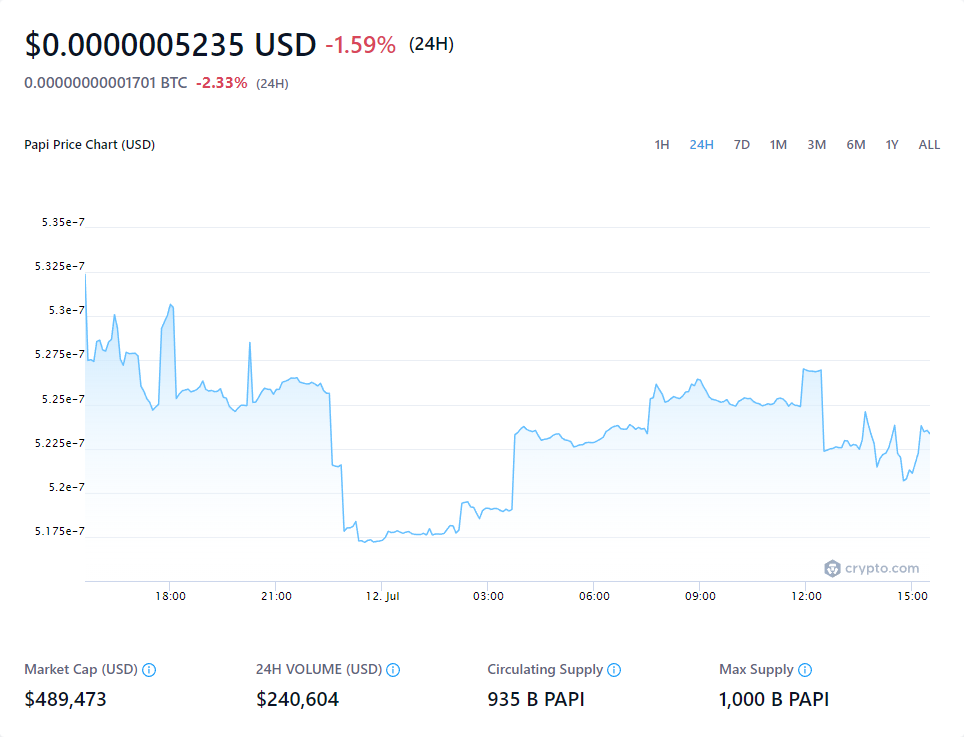 $0.0000005235 USD -1.59% (24H)
0.00000000001701 BTC -2.33% (24H)
Papi Price Chart (USD) 1H 24H 7D 1M 3M 6M 1Y ALL
5.35e-7
5.325e-7
5.3e-7
5.275e-7
5.25e-7
5.225e-7
5.2e-7
5.175e-7
crypto.com
18:00 21:00 12. Jul 03:00 06:00 09:00 12:00 15:00
Market Cap (USD) 24H VOLUME (USD) Circulating Supply Max Supply
$489,473 $240,604 935 B PAPI 1,000 B PAPI